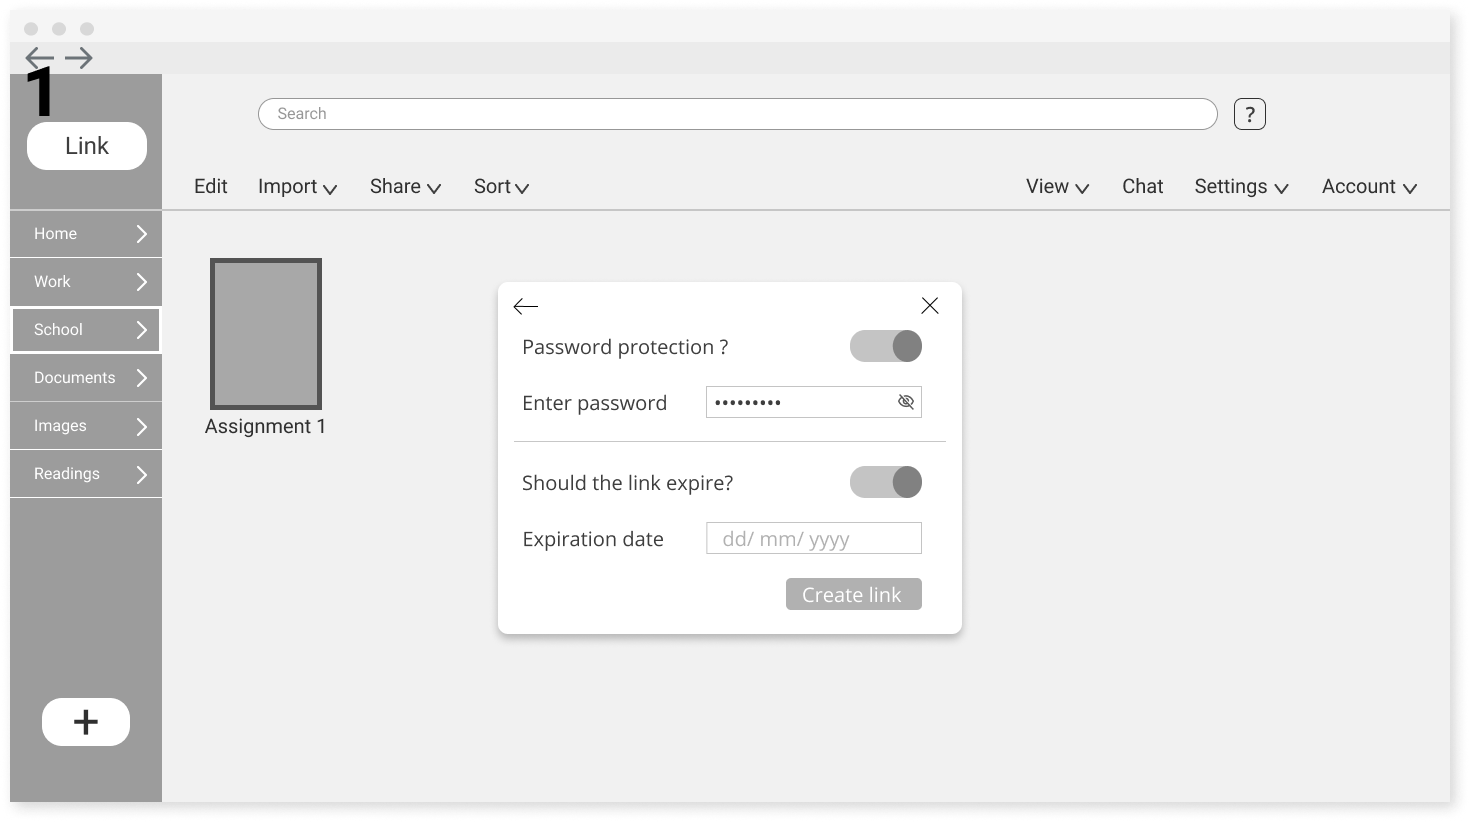 1
Link
Search
?
Edit Import Share Sort View Chat Settings Account
Home
Work
School
Documents
Images
Readings
+
Assignment 1
Password protection ?
Enter password •••••••••
Should the link expire?
Expiration date dd/ mm/ yyyy
Create link